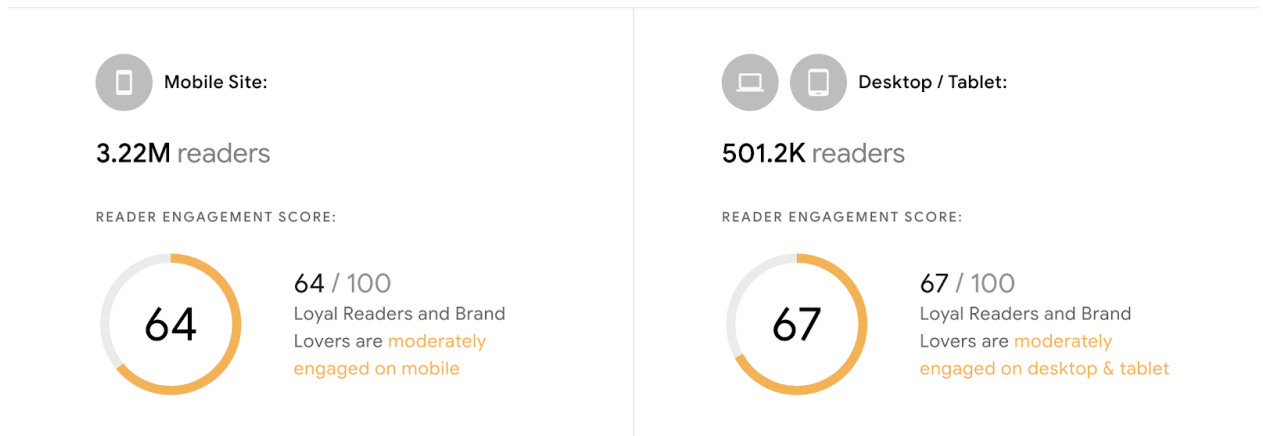 Mobile Site:
3.22M readers
READER ENGAGEMENT SCORE:
64
64 / 100
Loyal Readers and Brand
Lovers are moderately
engaged on mobile
Desktop / Tablet:
501.2K readers
READER ENGAGEMENT SCORE:
67
67 / 100
Loyal Readers and Brand
Lovers are moderately
engaged on desktop & tablet